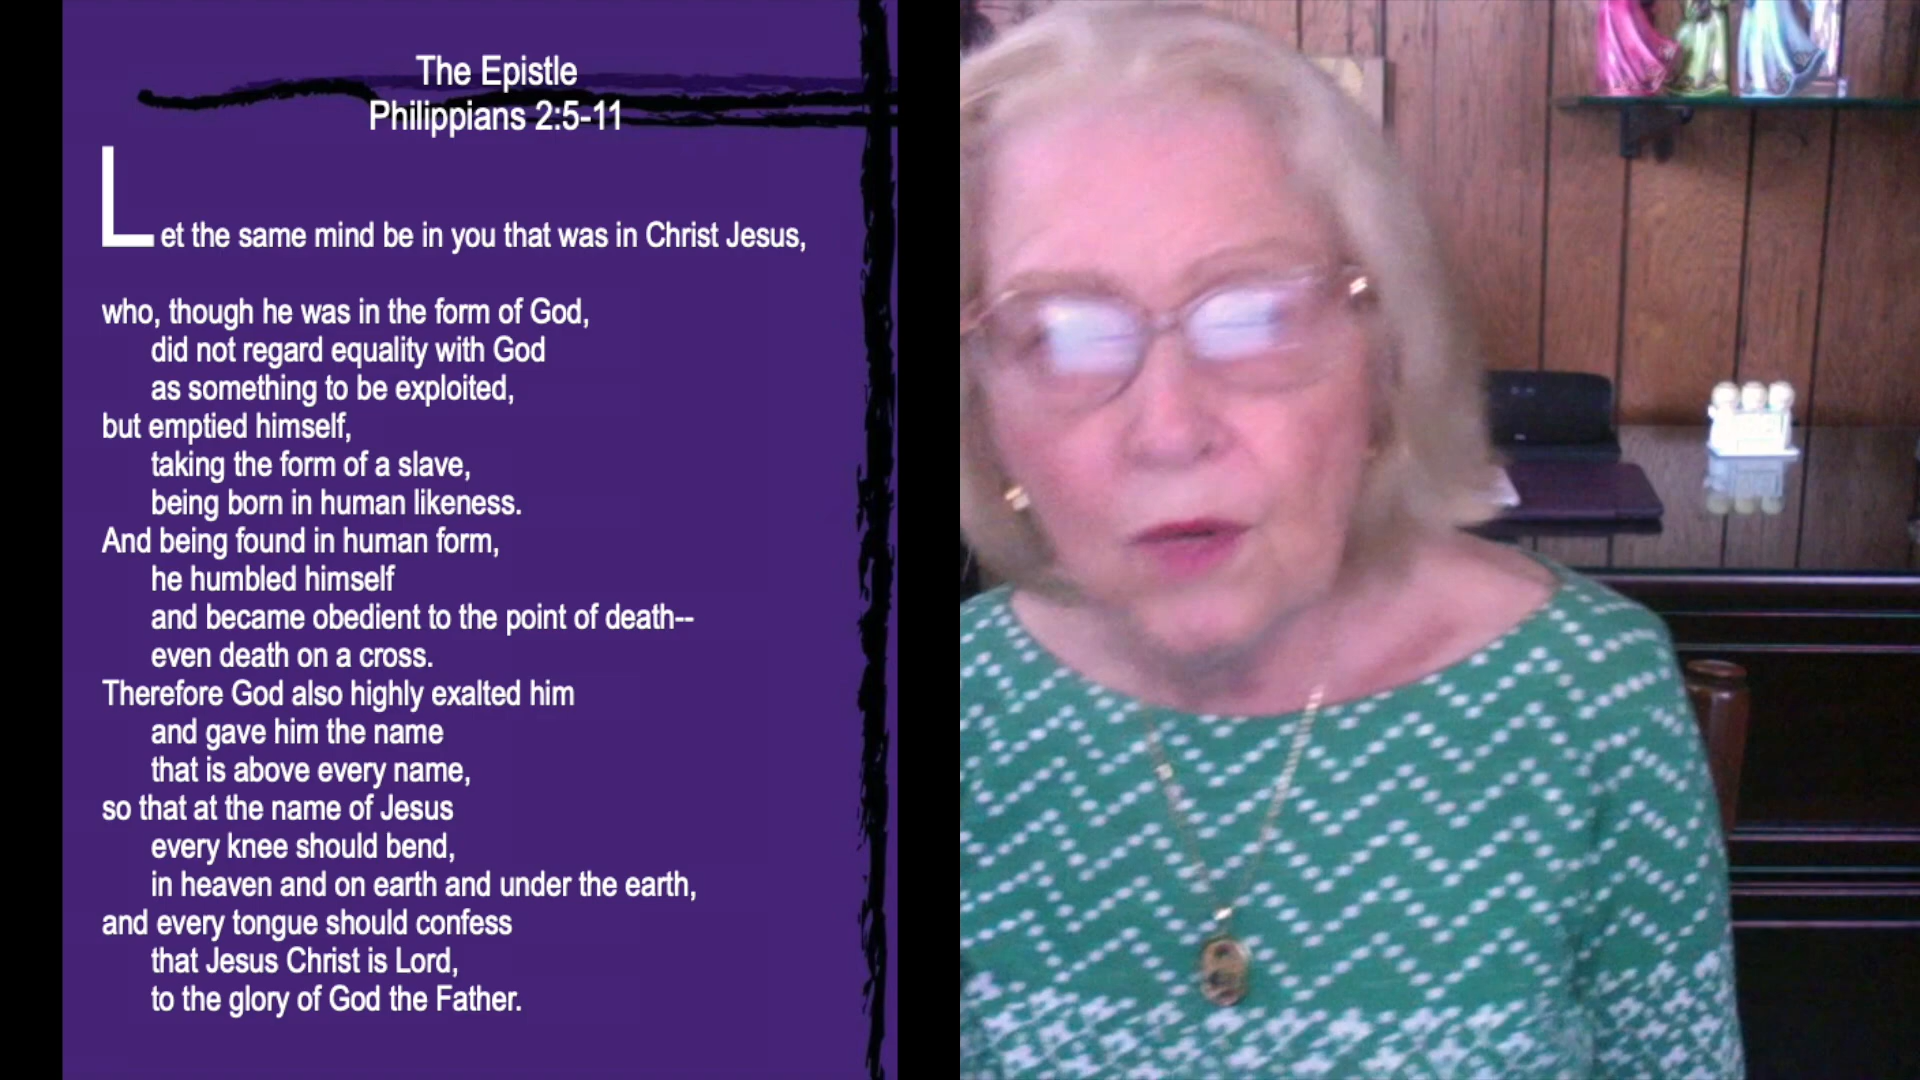 The Epistle
Philippians 2:5-11
Let the same mind be in you that was in Christ Jesus,
who, though he was in the form of God,
did not regard equality with God
as something to be exploited,
but emptied himself,
taking the form of a slave,
being born in human likeness.
And being found in human form,
he humbled himself
and became obedient to the point of death--
even death on a cross.
Therefore God also highly exalted him
and gave him the name
that is above every name,
so that at the name of Jesus
every knee should bend,
in heaven and on earth and under the earth,
and every tongue should confess
that Jesus Christ is Lord,
to the glory of God the Father.